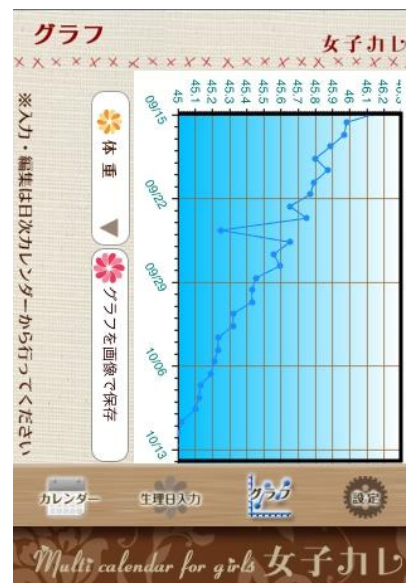 グラフ
女子カレ
46.2
46.1
46
45.9
45.8
45.7
45.6
45.5
45.4
45.3
45.2
45.1
45
09/15
09/22
09/29
10/06
10/13
体重
グラフを画像で保存
※入力・編集は日次カレンダーから行ってください
カレンダー
生理日入力
グラフ
設定
Multi calendar for girls 女子カレ